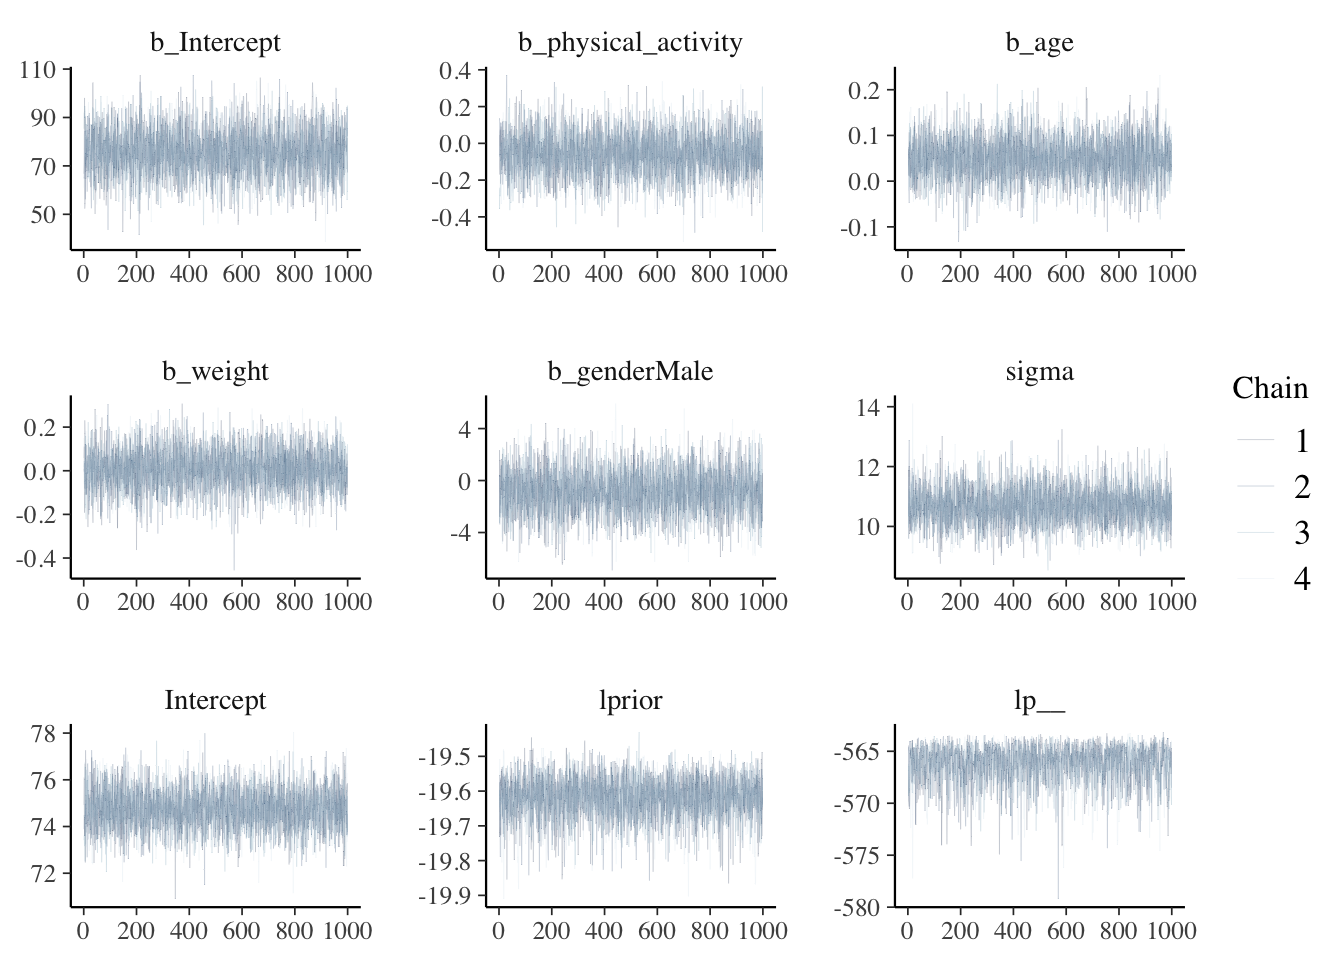 b_Intercept
110
90
70
50
0 200 400 600 800 1000
b_physical_activity
0.4
0.2
0.0
-0.2
-0.4
0 200 400 600 800 1000
b_age
0.2
0.1
0.0
-0.1
0 200 400 600 800 1000
b_weight
0.2
0.0
-0.2
-0.4
0 200 400 600 800 1000
b_genderMale
4
0
-4
0 200 400 600 800 1000
sigma
14
12
10
0 200 400 600 800 1000
Chain
1
2
3
4
Intercept
78
76
74
72
0 200 400 600 800 1000
lprior
-19.5
-19.6
-19.7
-19.8
-19.9
0 200 400 600 800 1000
lp__
-565
-570
-575
-580
0 200 400 600 800 1000